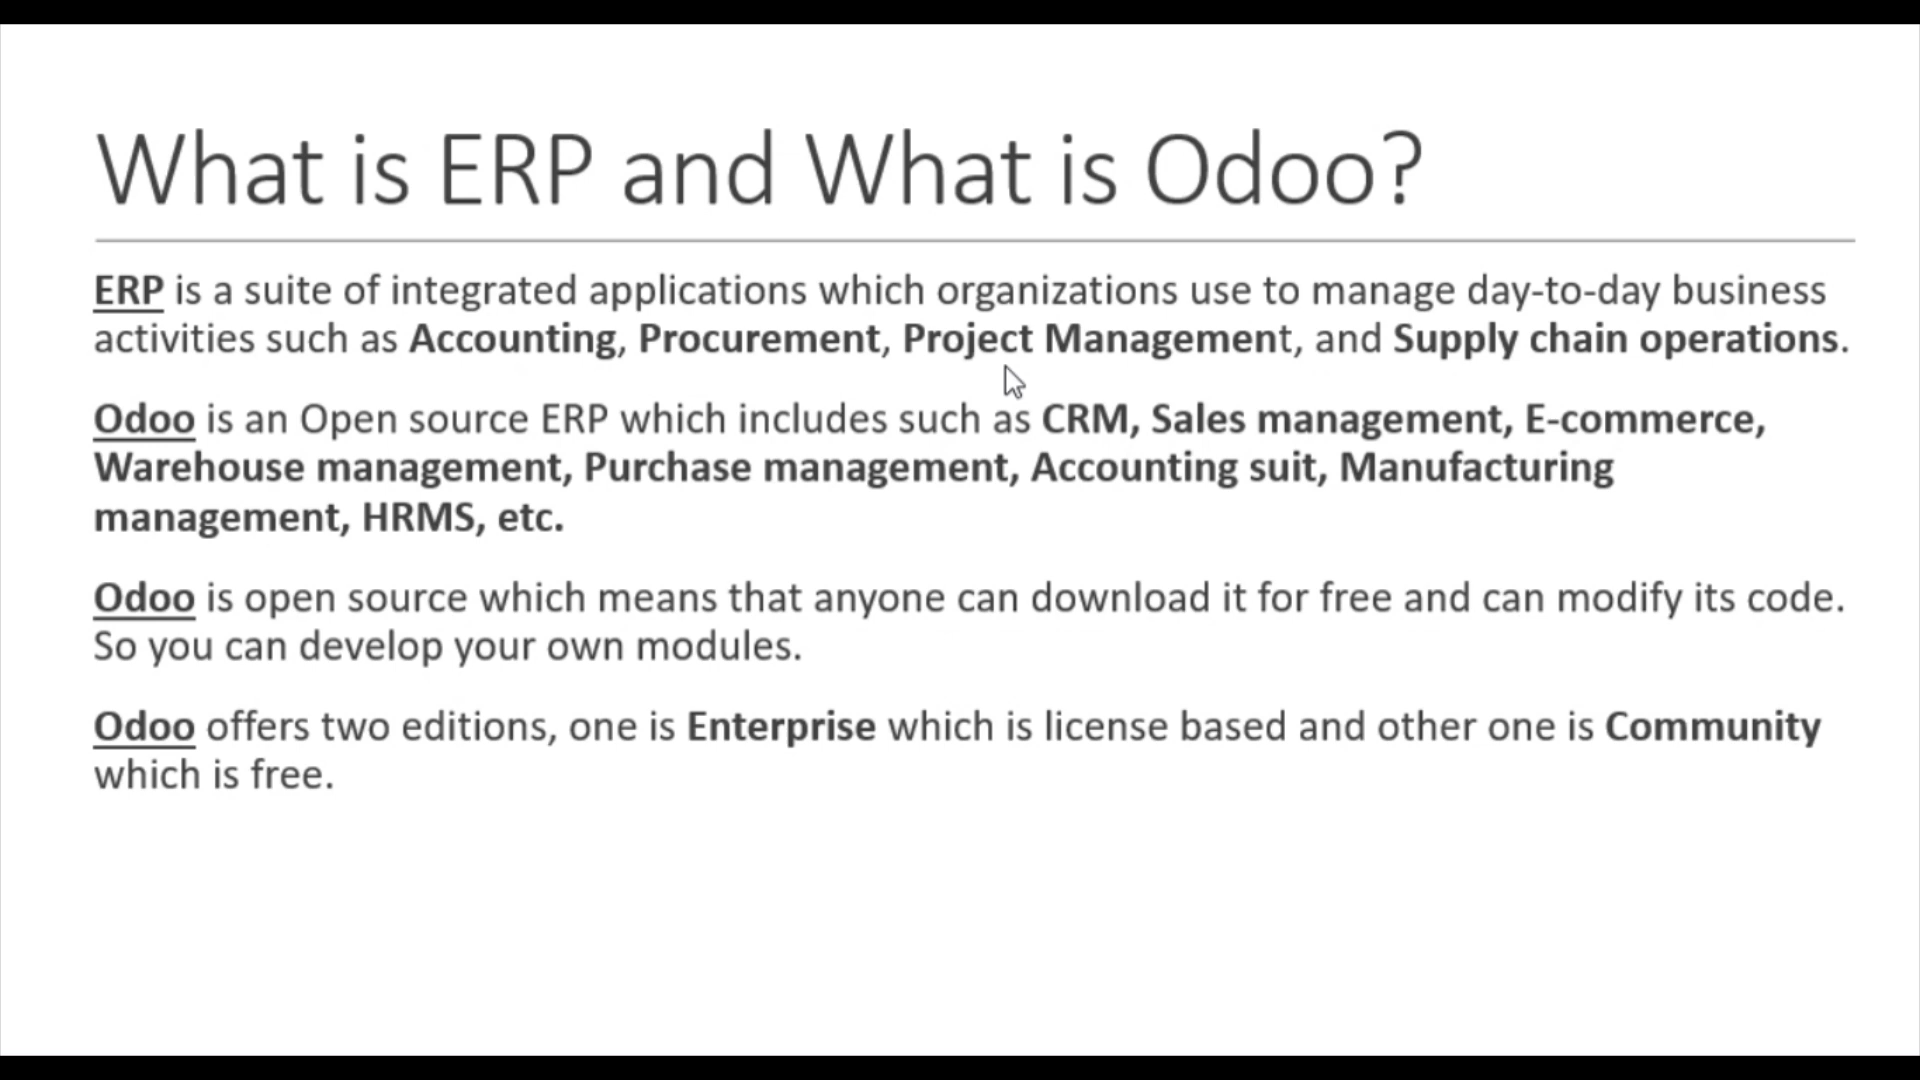 What is ERP and What is Odoo?
ERP is a suite of integrated applications which organizations use to manage day-to-day business
activities such as Accounting, Procurement, Project Management, and Supply chain operations.
Odoo is an Open source ERP which includes such as CRM, Sales management, E-commerce,
Warehouse management, Purchase management, Accounting suit, Manufacturing
management, HRMS, etc.
Odoo is open source which means that anyone can download it for free and can modify its code.
So you can develop your own modules.
Odoo offers two editions, one is Enterprise which is license based and other one is Community
which is free.